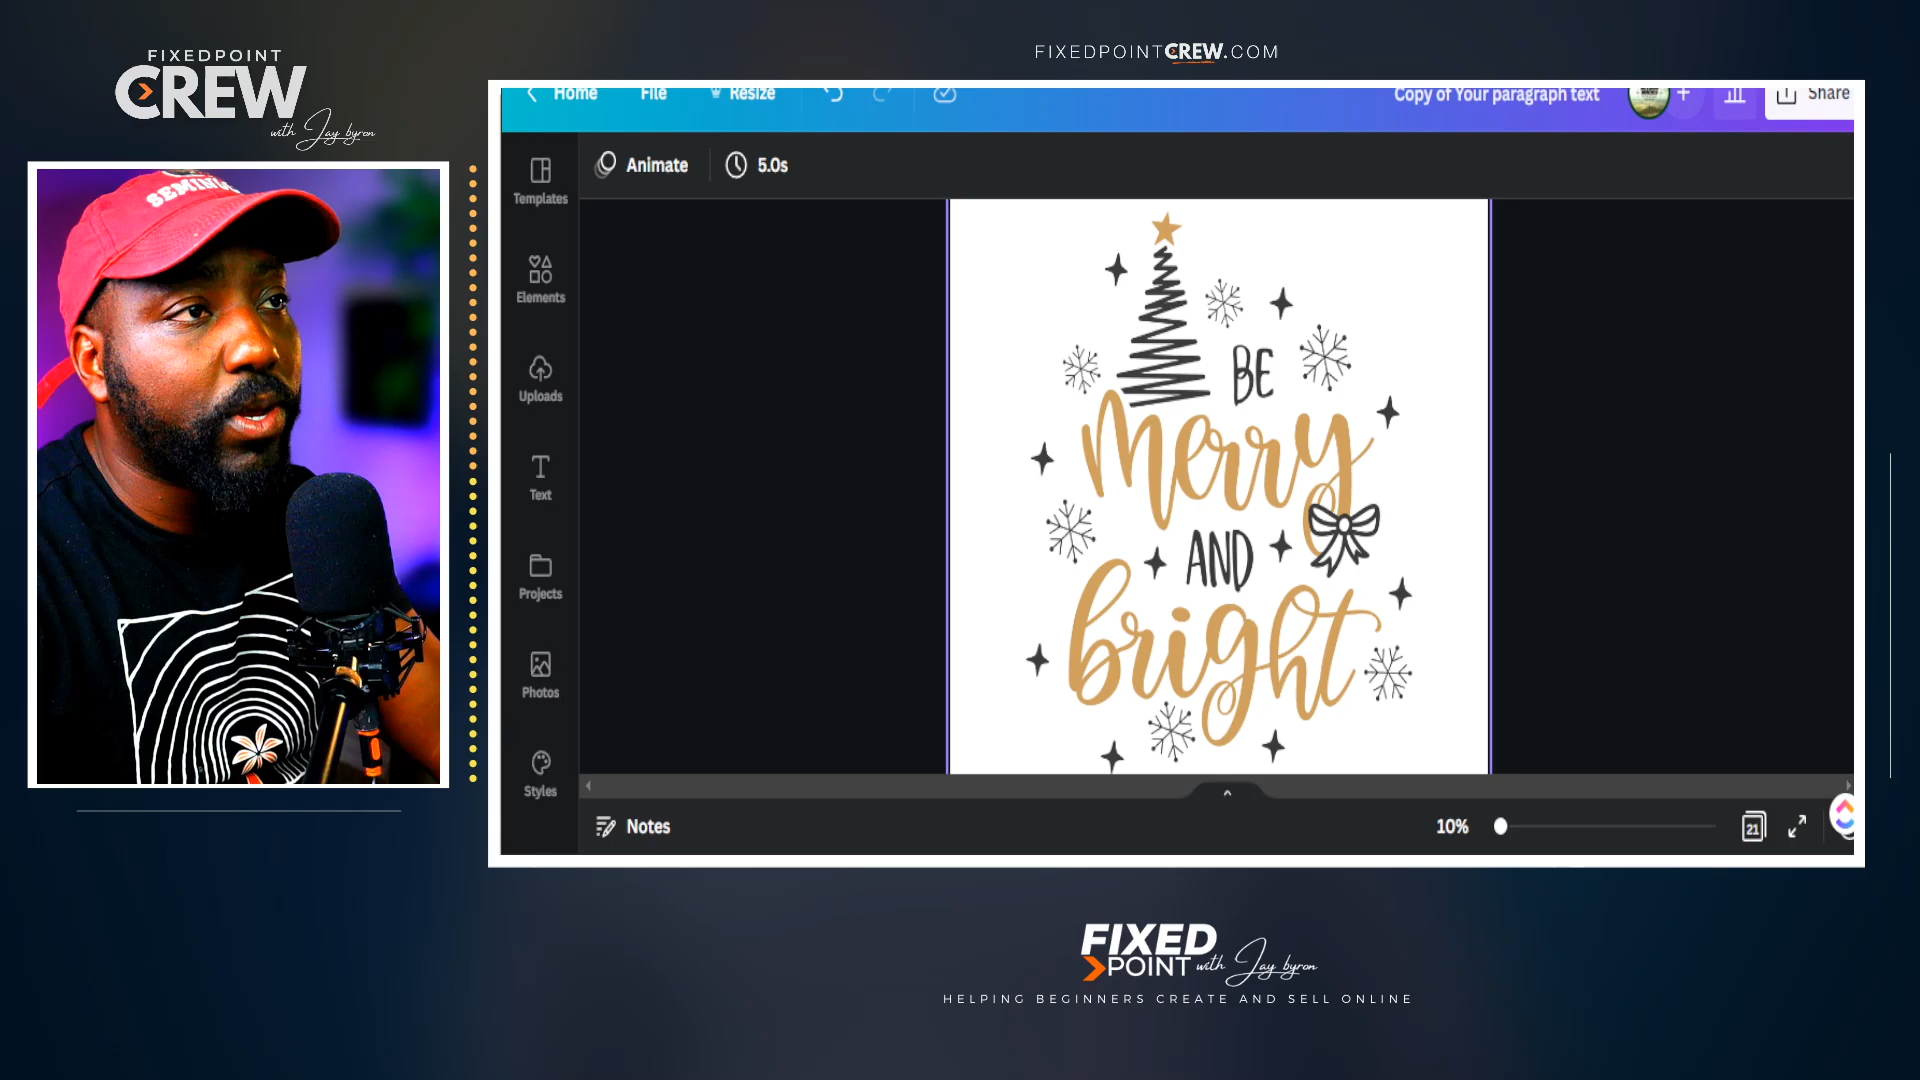 FIXEDPOINT
CREW
with Jay byron
FIXEDPOINTCREW.COM
SEMIN
Home
File
Resize
Copy of Your paragraph text
Share
Animate
5.0s
Templates
Elements
Uploads
Text
Projects
Photos
Styles
BE
merry
AND
bright
Notes
10%
21
FIXED
POINT with Jay byron
HELPING BEGINNERS CREATE AND SELL ONLINE